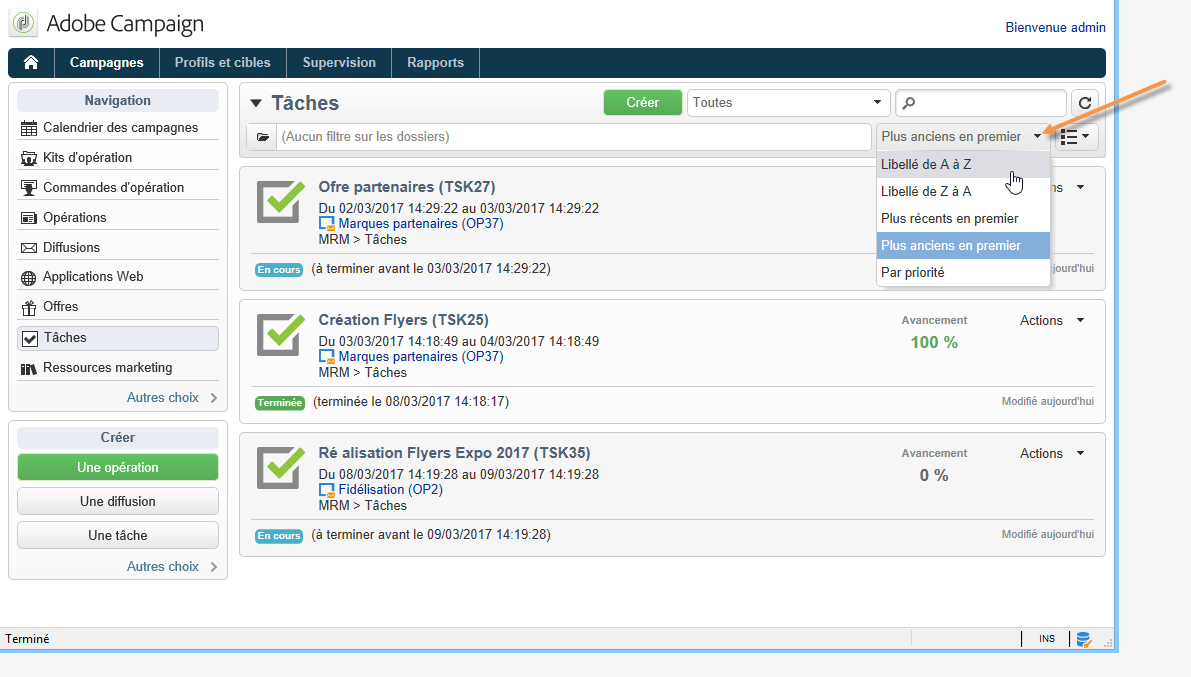 Adobe Campaign
Bienvenue admin
Campagnes
Profils et cibles
Supervision
Rapports
Navigation
Calendrier des campagnes
Kits d'opération
Commandes d'opération
Opérations
Diffusions
Applications Web
Offres
Tâches
Ressources marketing
Autres choix
Créer
Une opération
Une diffusion
Une tâche
Autres choix
Tâches
Créer
Toutes
(Aucun filtre sur les dossiers)
Plus anciens en premier
Libellé de A à Z
Libellé de Z à A
Plus récents en premier
Plus anciens en premier
Par priorité
Ofre partenaires (TSK27)
ns
Du 02/03/2017 14:29:22 au 03/03/2017 14:29:22
Marques partenaires (OP37)
MRM > Tâches
En cours (à terminer avant le 03/03/2017 14:29:22)
jourd'hui
Création Flyers (TSK25)
Avancement
Actions
Du 03/03/2017 14:18:49 au 04/03/2017 14:18:49
100 %
Marques partenaires (OP37)
MRM > Tâches
Terminée (terminée le 08/03/2017 14:18:17)
Modifié aujourd'hui
Ré alisation Flyers Expo 2017 (TSK35)
Avancement
Actions
Du 08/03/2017 14:19:28 au 09/03/2017 14:19:28
0 %
Fidélisation (OP2)
MRM > Tâches
En cours (à terminer avant le 09/03/2017 14:19:28)
Modifié aujourd'hui
Terminé
INS